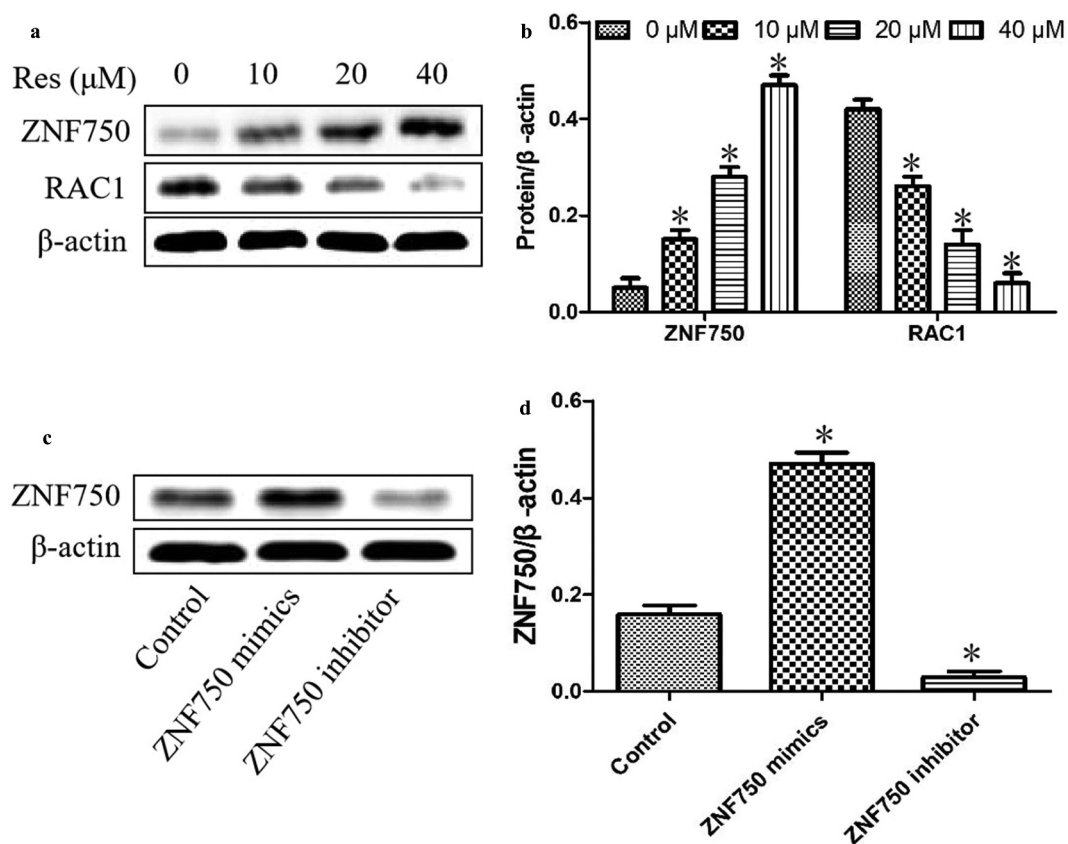 a
Res (μM) 0 10 20 40
ZNF750
RAC1
β-actin
b
0 μM 10 μM 20 μM 40 μM
Protein/β -actin
0.6
0.4
0.2
0.0
* * * * * *
ZNF750 RAC1
c
ZNF750
β-actin
Control
ZNF750 mimics
ZNF750 inhibitor
d
ZNF750/β -actin
0.6
0.4
0.2
0.0
* *
Control
ZNF750 mimics
ZNF750 inhibitor